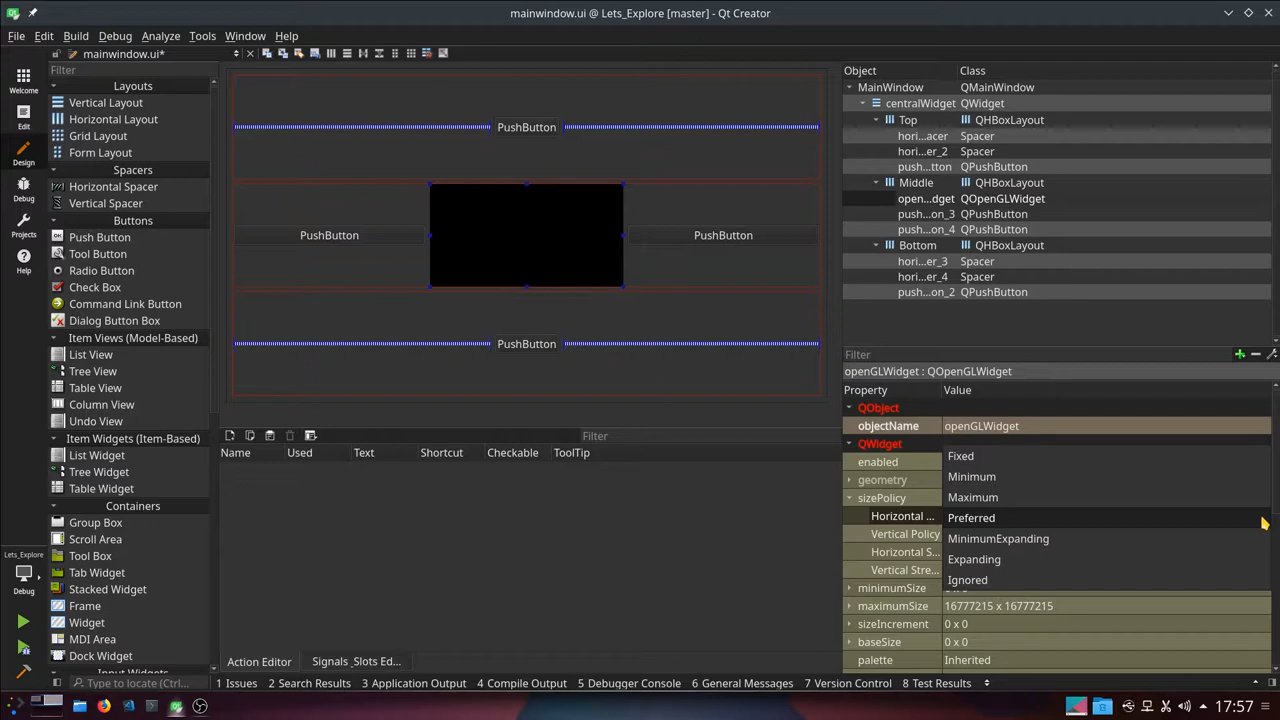 mainwindow.ui @ Lets_Explore [master] - Qt Creator
File Edit Build Debug Analyze Tools Window Help
mainwindow.ui*
Welcome
Edit
Design
Debug
Projects
Help
Lets_Explore
Debug
Filter
Layouts
Vertical Layout
Horizontal Layout
Grid Layout
Form Layout
Spacers
Horizontal Spacer
Vertical Spacer
Buttons
OK Push Button
Tool Button
Radio Button
Check Box
Command Link Button
Dialog Button Box
Item Views (Model-Based)
List View
Tree View
Table View
Column View
Undo View
Item Widgets (Item-Based)
List Widget
Tree Widget
Table Widget
Containers
Group Box
Scroll Area
Tool Box
Tab Widget
Stacked Widget
Frame
Widget
MDI Area
Dock Widget
Input Widgets
PushButton
PushButton
PushButton
PushButton
Filter
Name Used Text Shortcut Checkable ToolTip
Action Editor Signals _Slots Ed...
Object Class
MainWindow QMainWindow
centralWidget QWidget
Top QHBoxLayout
hori...acer Spacer
hori...er_2 Spacer
push...tton QPushButton
Middle QHBoxLayout
open...dget QOpenGLWidget
push...on_3 QPushButton
push...on_4 QPushButton
Bottom QHBoxLayout
hori...er_3 Spacer
hori...er_4 Spacer
push...on_2 QPushButton
Filter
openGLWidget : QOpenGLWidget
Property Value
QObject
objectName openGLWidget
QWidget
enabled
geometry
sizePolicy
Horizontal ...
Vertical Policy
Horizontal S...
Vertical Stre...
Fixed
Minimum
Maximum
Preferred
MinimumExpanding
Expanding
Ignored
minimumSize
maximumSize 16777215 x 16777215
sizeIncrement 0 x 0
baseSize 0 x 0
palette Inherited
Type to locate (Ctrl+...
1 Issues 2 Search Results 3 Application Output 4 Compile Output 5 Debugger Console 6 General Messages 7 Version Control 8 Test Results
17:57